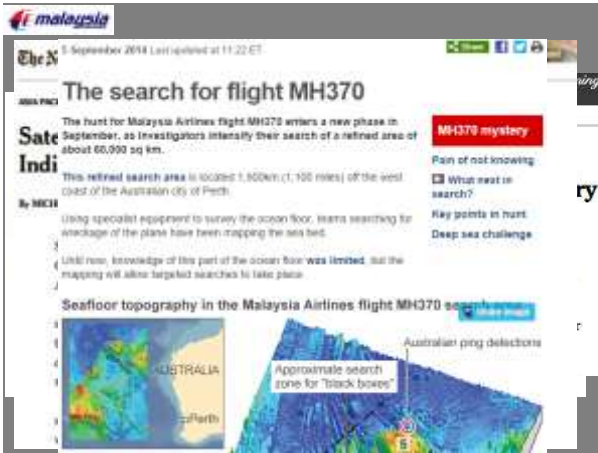 malaysia
The N
5 September 2014 Last updated at 11:22 ET
Share
The search for flight MH370
ASIA PAC
Sate
Indi
By MICH
The hunt for Malaysia Airlines flight MH370 enters a new phase in
September, as investigators intensify their search of a refined area of
about 60,000 sq km.
This refined search area is located 1,800km (1,100 miles) off the west
coast of the Australian city of Perth.
Using specialist equipment to survey the ocean floor, teams searching for
wreckage of the plane have been mapping the sea bed.
Until now, knowledge of this part of the ocean floor was limited, but the
mapping will allow targeted searches to take place.
MH370 mystery
Pain of not knowing
What next in
search?
Key points in hunt
Deep sea challenge
ning
ry
Seafloor topography in the Malaysia Airlines flight MH370
Share image
AUSTRALIA
Perth
Approximate search
zone for "black boxes"
Australian ping detections